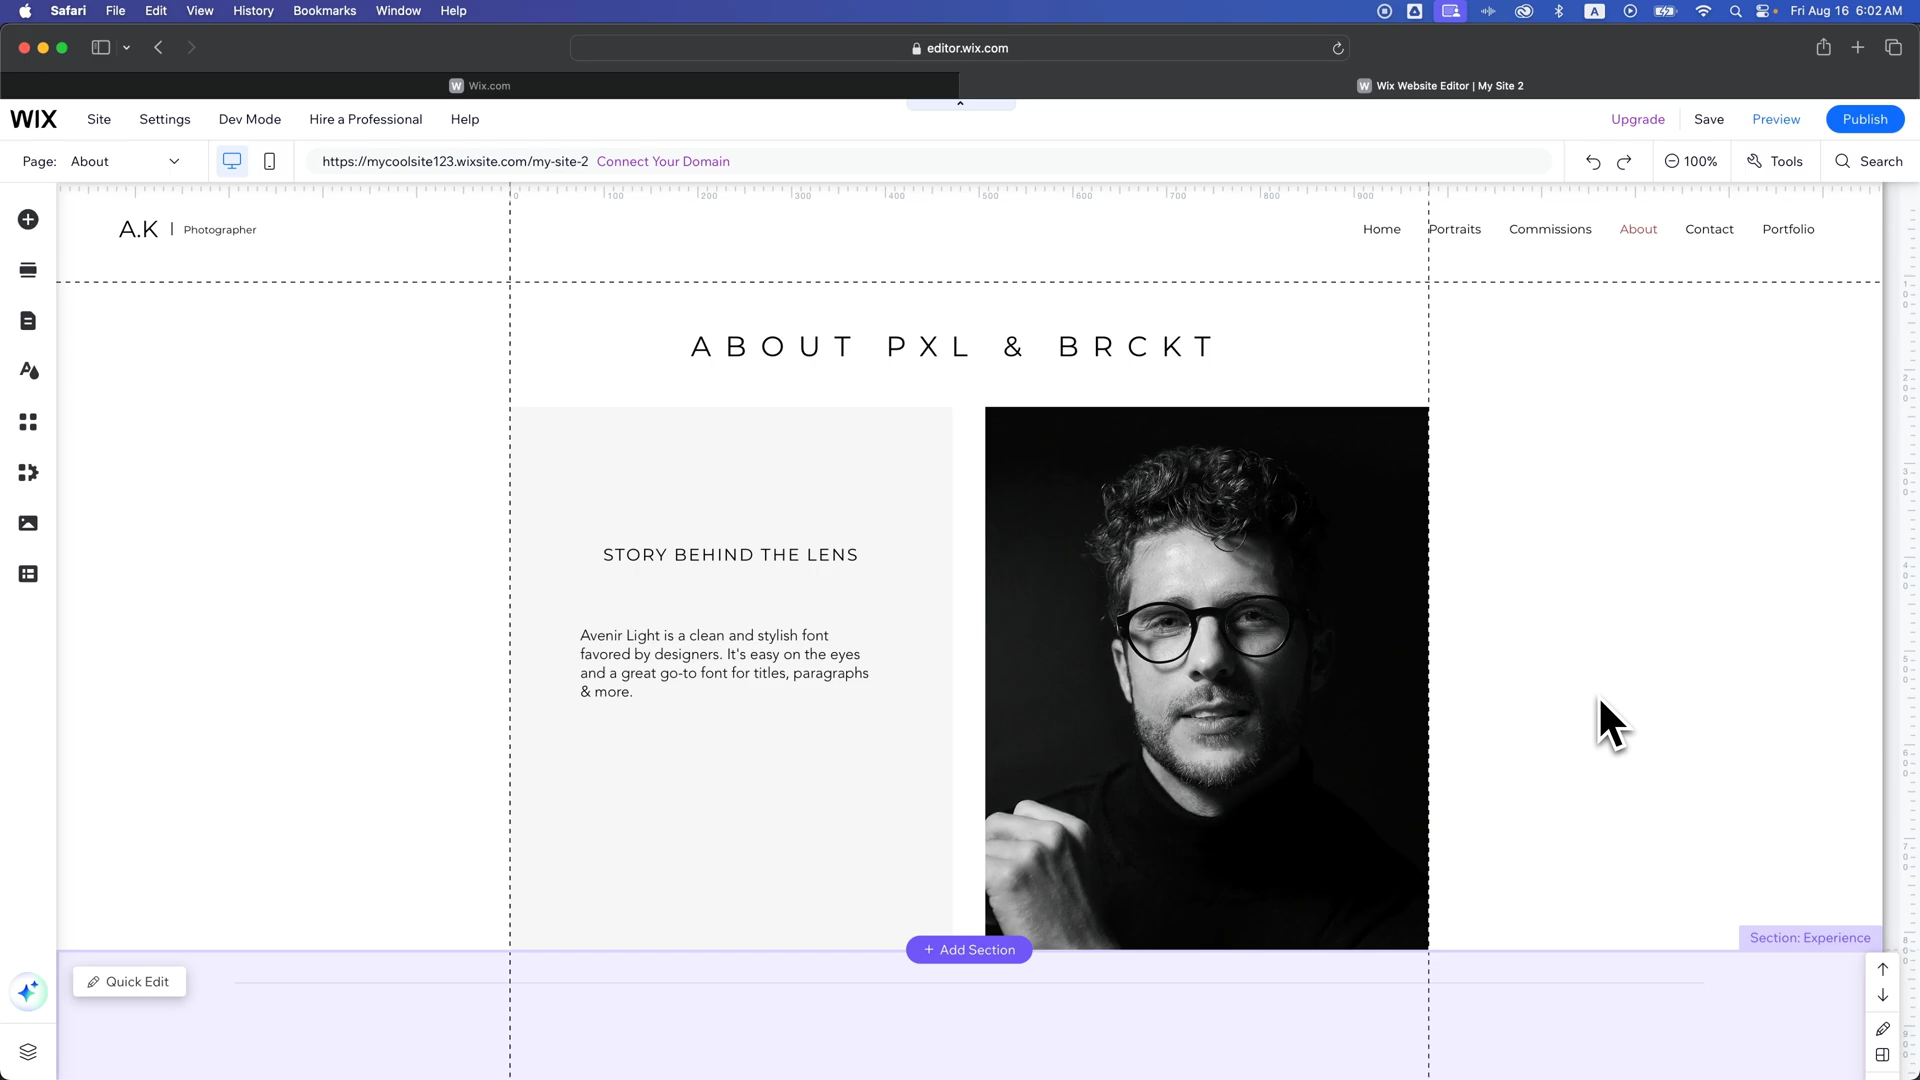 Safari File Edit View History Bookmarks Window Help A Fri Aug 16 6:02 AM
editor.wix.com
W Wix.com W Wix Website Editor | My Site 2
WIX Site Settings Dev Mode Hire a Professional Help Upgrade Save Preview Publish
Page: About https://mycoolsite123.wixsite.com/my-site-2 Connect Your Domain 100% Tools Search
0 100 200 300 400 500 600 700 800 900
A.K | Photographer Home Portraits Commissions About Contact Portfolio
ABOUT PXL & BRCKT
STORY BEHIND THE LENS
Avenir Light is a clean and stylish font
favored by designers. It's easy on the eyes
and a great go-to font for titles, paragraphs
& more.
Section: Experience
+ Add Section
Quick Edit